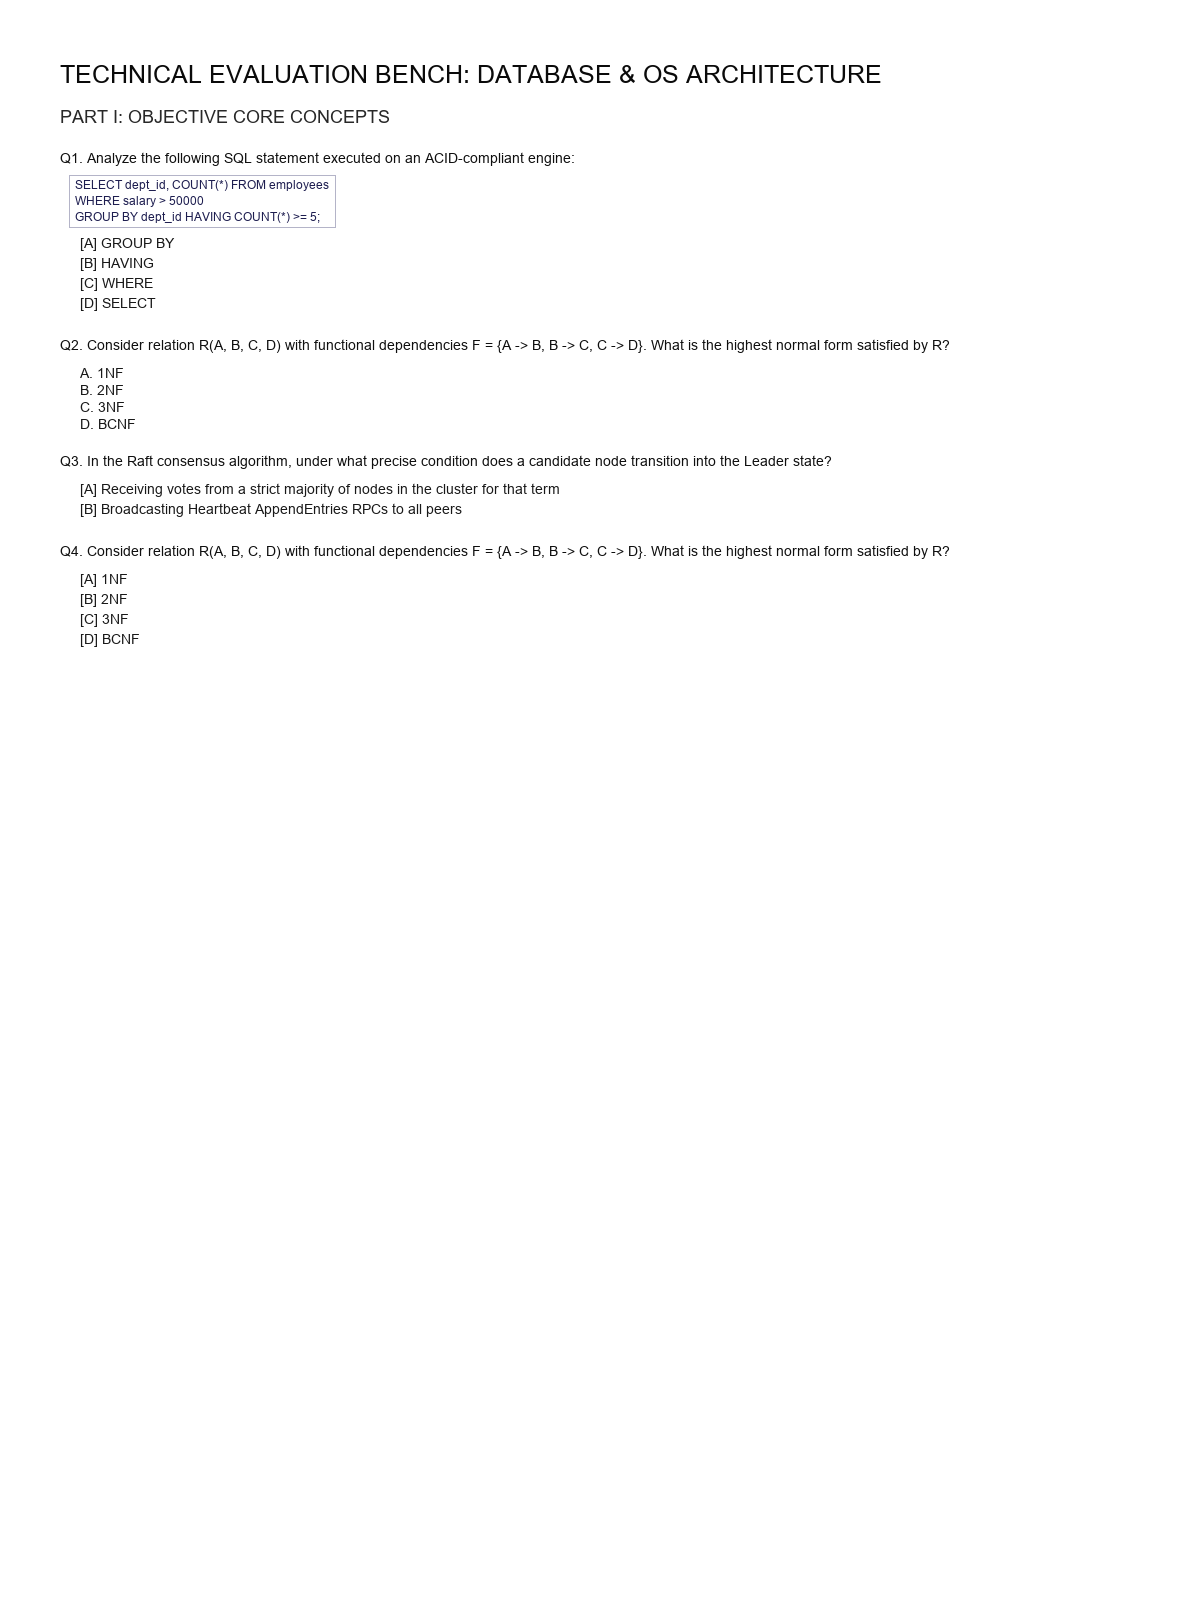 TECHNICAL EVALUATION BENCH: DATABASE & OS ARCHITECTURE
PART I: OBJECTIVE CORE CONCEPTS
Q1. Analyze the following SQL statement executed on an ACID-compliant engine:
SELECT dept_id, COUNT(*) FROM employees
WHERE salary > 50000
GROUP BY dept_id HAVING COUNT(*) >= 5;
[A] GROUP BY
[B] HAVING
[C] WHERE
[D] SELECT
Q2. Consider relation R(A, B, C, D) with functional dependencies F = {A -> B, B -> C, C -> D}. What is the highest normal form satisfied by R?
A. 1NF
B. 2NF
C. 3NF
D. BCNF
Q3. In the Raft consensus algorithm, under what precise condition does a candidate node transition into the Leader state?
[A] Receiving votes from a strict majority of nodes in the cluster for that term
[B] Broadcasting Heartbeat AppendEntries RPCs to all peers
Q4. Consider relation R(A, B, C, D) with functional dependencies F = {A -> B, B -> C, C -> D}. What is the highest normal form satisfied by R?
[A] 1NF
[B] 2NF
[C] 3NF
[D] BCNF